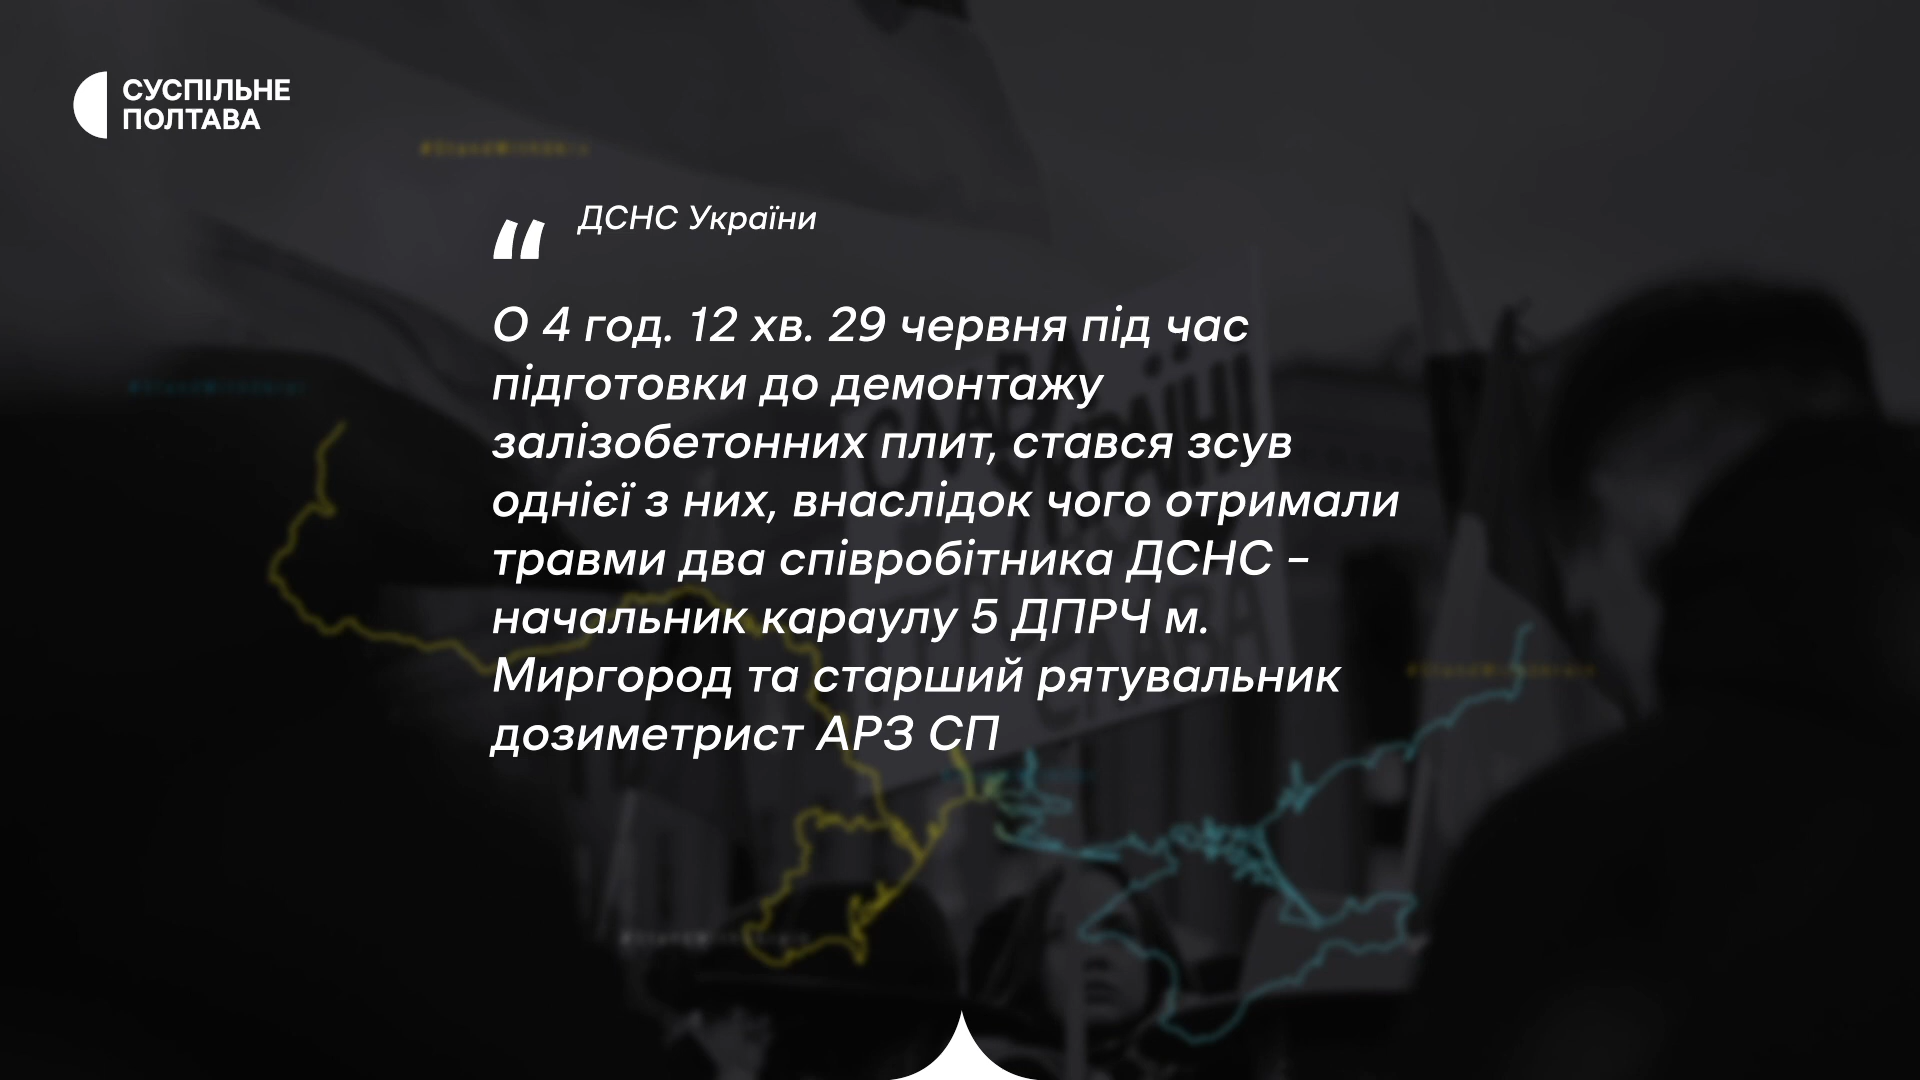 СУСПІЛЬНЕ
ПОЛТАВА
“ ДСНС України
О 4 год. 12 хв. 29 червня під час
підготовки до демонтажу
залізобетонних плит, стався зсув
однієї з них, внаслідок чого отримали
травми два співробітника ДСНС –
начальник караулу 5 ДПРЧ м.
Миргород та старший рятувальник
дозиметрист АРЗ СП